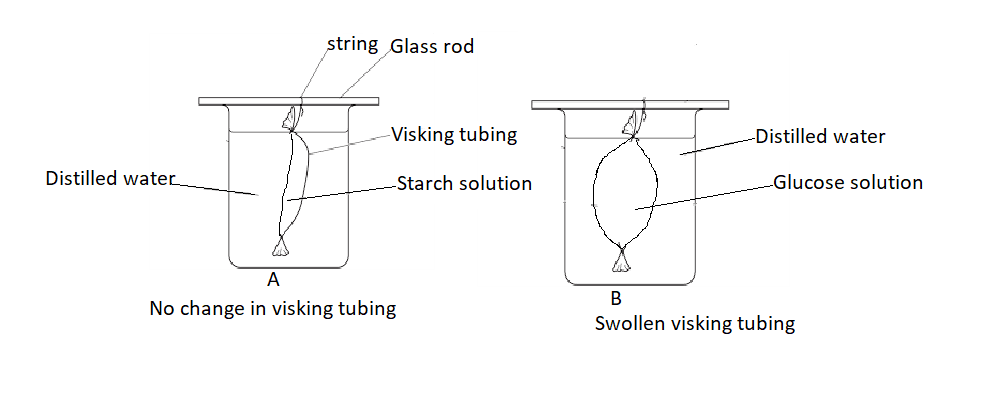 string
Glass rod
Visking tubing
Distilled water
Starch solution
A
No change in visking tubing
Distilled water
Glucose solution
B
Swollen visking tubing